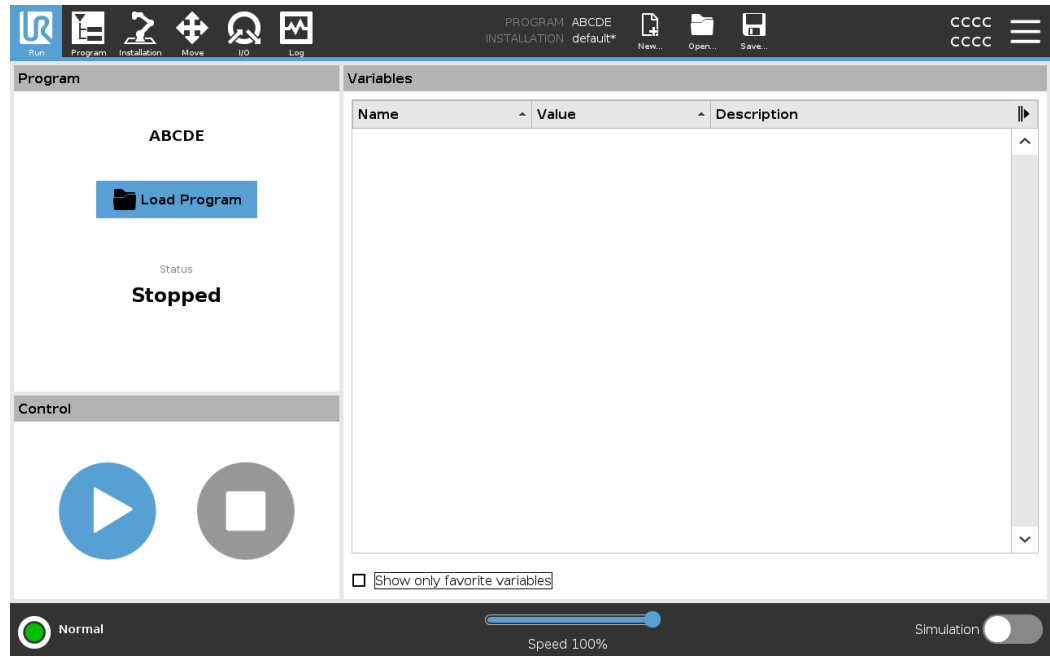 PROGRAM ABCDE
INSTALLATION default*
CCCC
CCCC
Run Program Installation Move I/O Log New... Open... Save...
Program
Variables
Name Value Description
ABCDE
Load Program
Status
Stopped
Control
Show only favorite variables
Normal
Speed 100%
Simulation